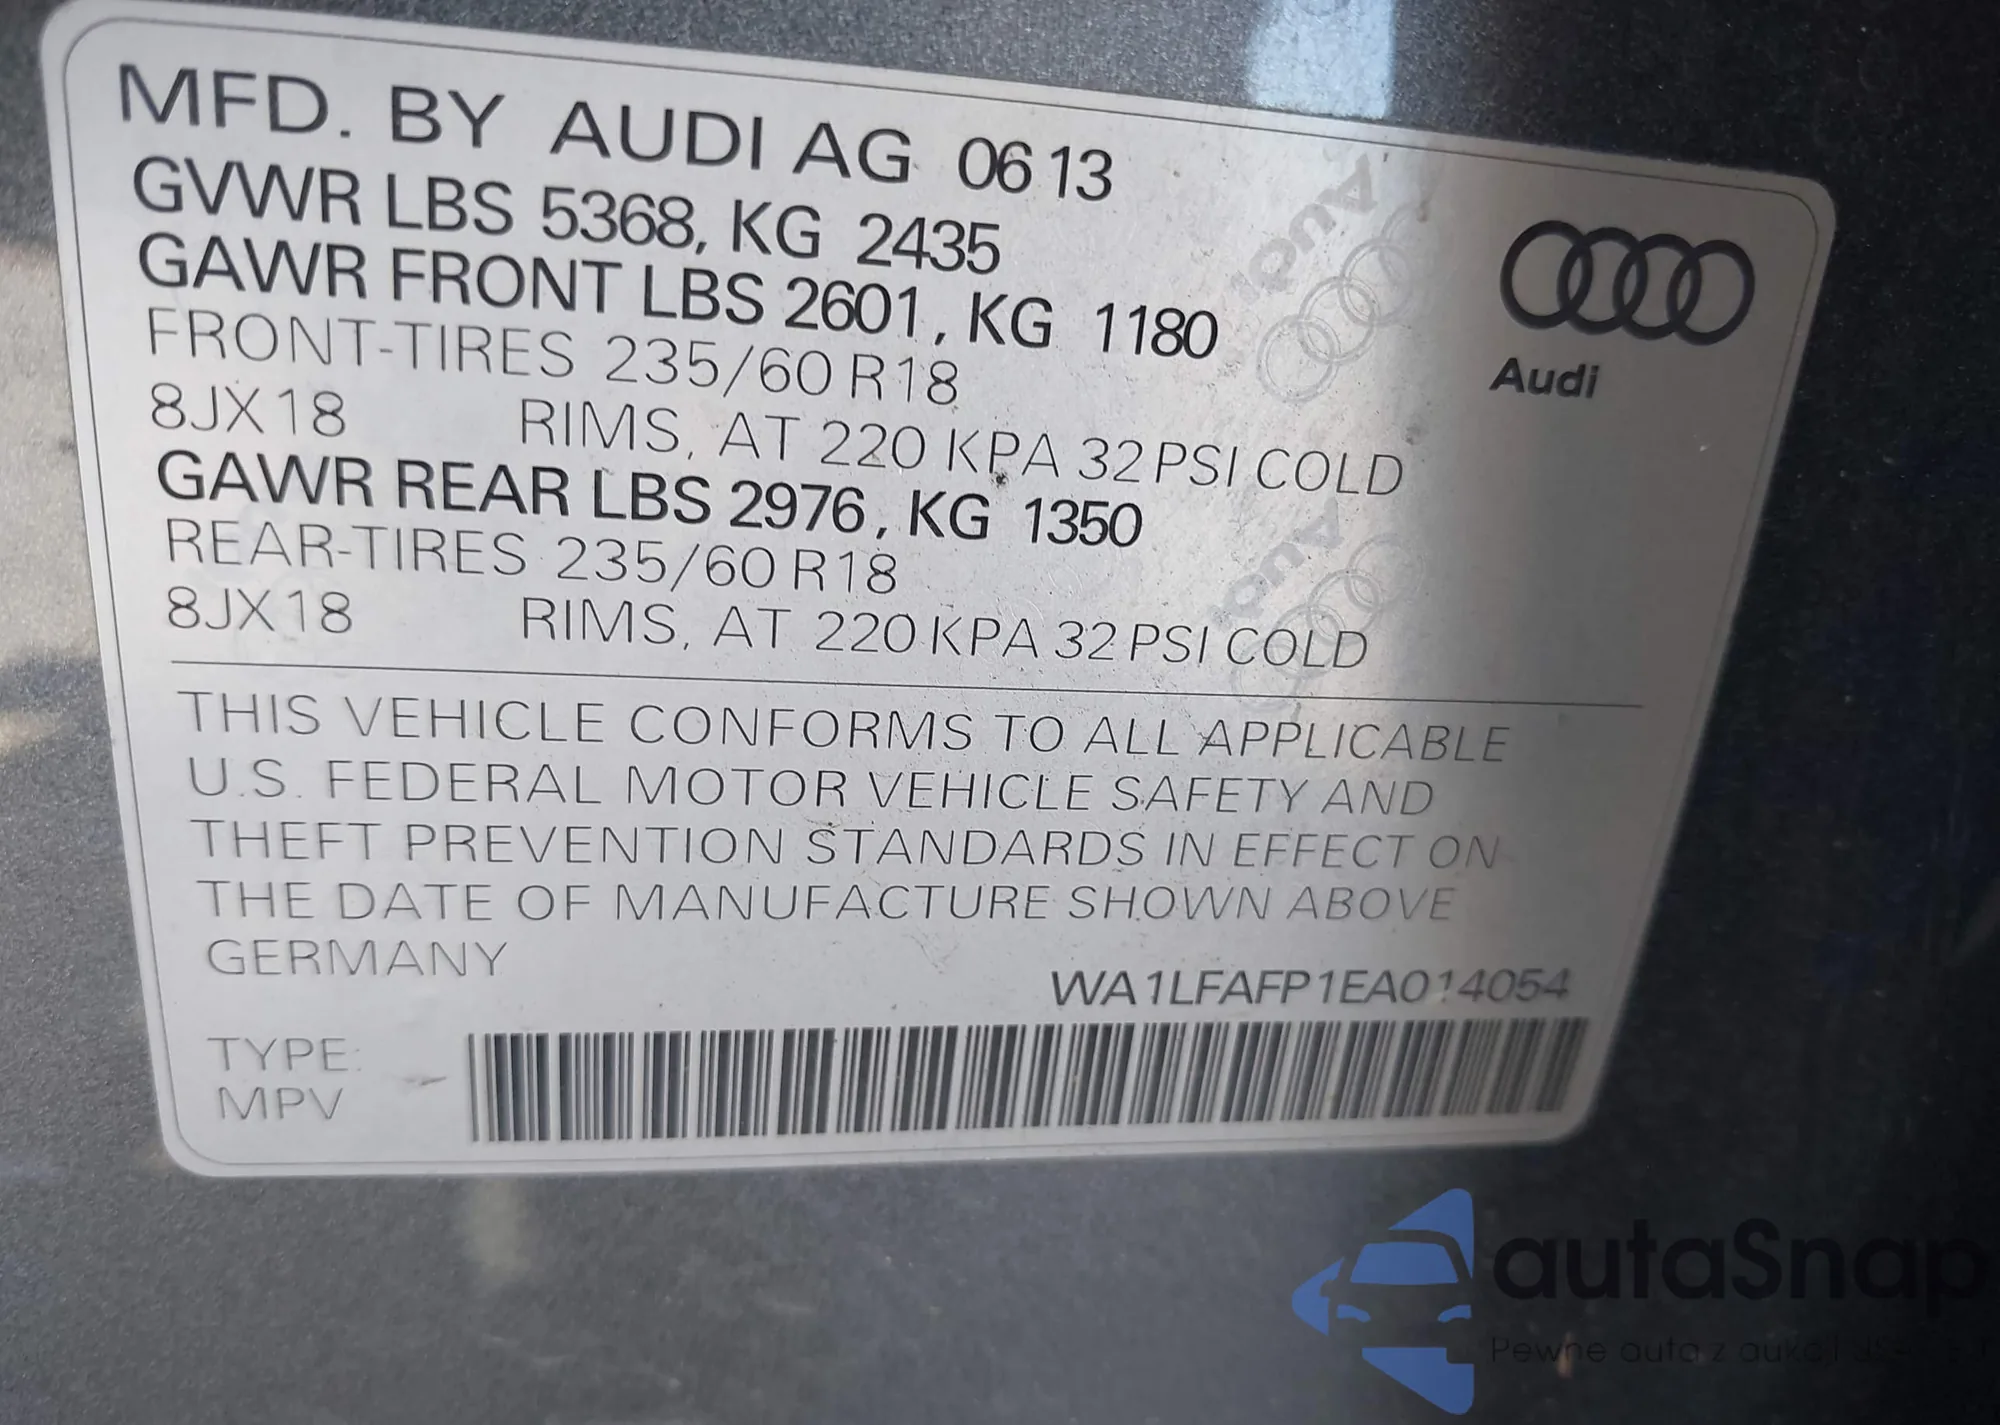 MFD. BY AUDI AG 06 13
GVWR LBS 5368, KG 2435
GAWR FRONT LBS 2601, KG 1180
FRONT-TIRES 235/60 R18
8JX18 RIMS, AT 220 KPA 32 PSI COLD
GAWR REAR LBS 2976, KG 1350
REAR-TIRES 235/60 R18
8JX18 RIMS, AT 220 KPA 32 PSI COLD
Audi
Audi
Audi
THIS VEHICLE CONFORMS TO ALL APPLICABLE
U.S. FEDERAL MOTOR VEHICLE SAFETY AND
THEFT PREVENTION STANDARDS IN EFFECT ON
THE DATE OF MANUFACTURE SHOWN ABOVE
GERMANY
WA1LFAFP1EA014054
TYPE:
MPV
autaSnap
Pewne auta z